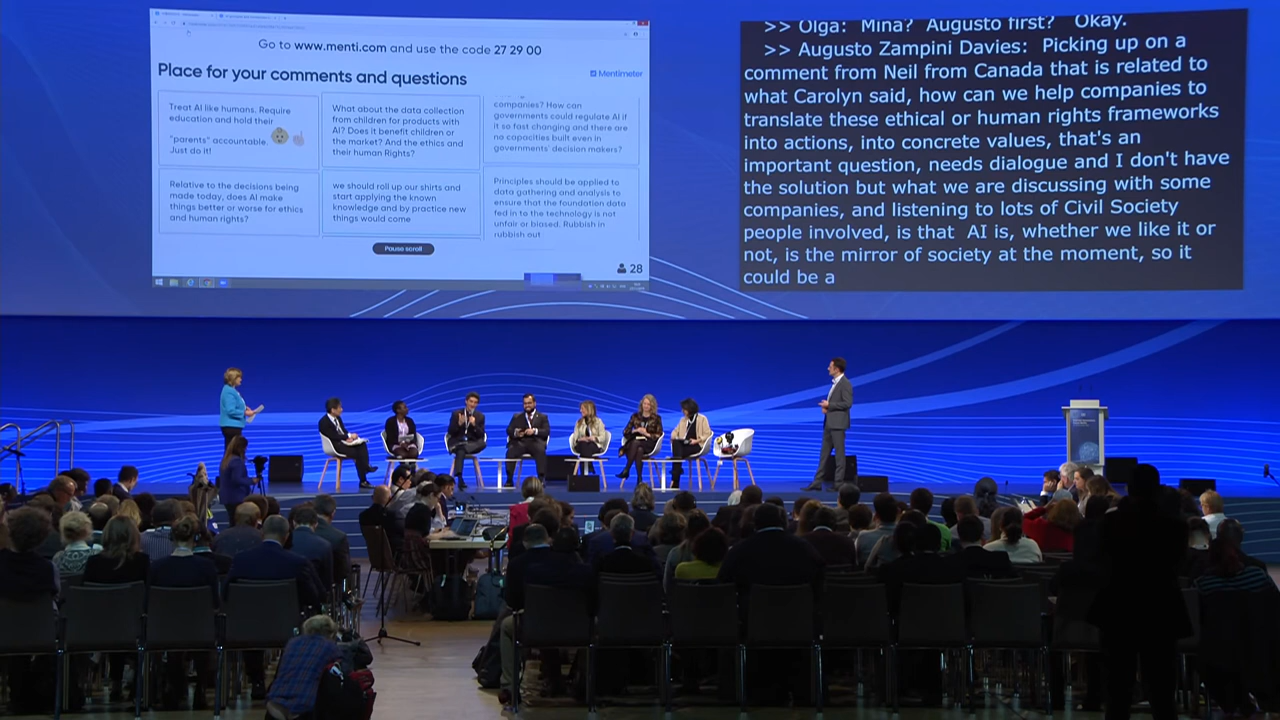 Go to www.menti.com and use the code 27 29 00
Place for your comments and questions
Mentimeter
Treat AI like humans. Require
education and hold their
"parents" accountable.
Just do it!
What about the data collection
from children for products with
AI? Does it benefit children or
the market? And the ethics and
their human Rights?
companies? How can
governments could regulate AI if
it so fast changing and there are
no capacities built even in
governments' decision makers?
Relative to the decisions being
made today, does AI make
things better or worse for ethics
and human rights?
we should roll up our shirts and
start applying the known
knowledge and by practice new
things would come
Principles should be applied to
data gathering and analysis to
ensure that the foundation data
fed in to the technology is not
unfair or biased. Rubbish in
rubbish out
Pause scroll
28
>> Olga: Mina? Augusto first? Okay.
>> Augusto Zampini Davies: Picking up on a
comment from Neil from Canada that is related to
what Carolyn said, how can we help companies to
translate these ethical or human rights frameworks
into actions, into concrete values, that's an
important question, needs dialogue and I don't have
the solution but what we are discussing with some
companies, and listening to lots of Civil Society
people involved, is that AI is, whether we like it or
not, is the mirror of society at the moment, so it
could be a